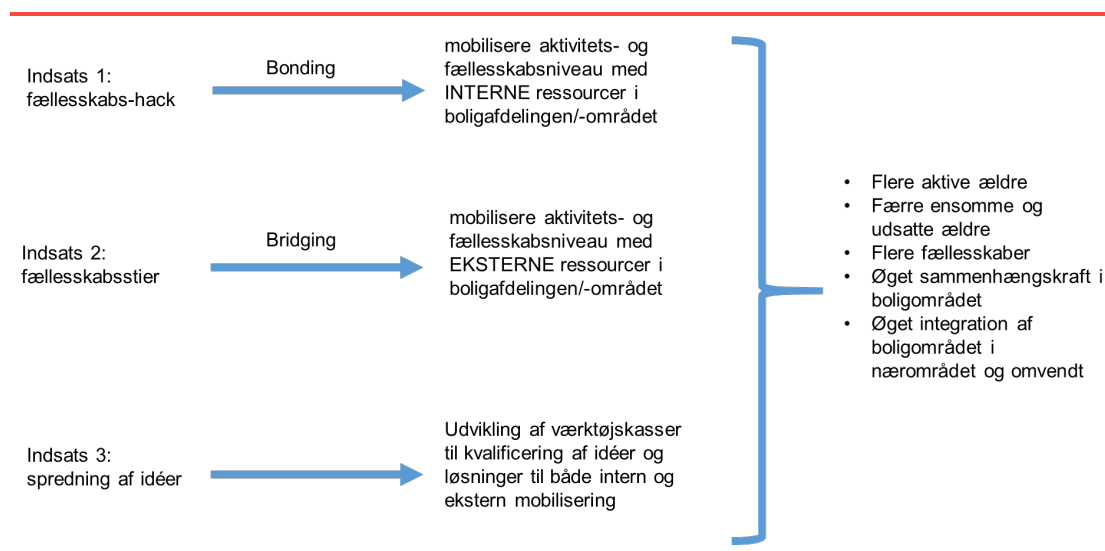 Indsats 1:
fællesskabs-hack
Bonding
mobilisere aktivitets- og
fællesskabsniveau med
INTERNE ressourcer i
boligafdelingen/-området
Indsats 2:
fællesskabsstier
Bridging
mobilisere aktivitets- og
fællesskabsniveau med
EKSTERNE ressourcer i
boligafdelingen/-området
Indsats 3:
spredning af idéer
Udvikling af værktøjskasser
til kvalificering af idéer og
løsninger til både intern og
ekstern mobilisering
• Flere aktive ældre
• Færre ensomme og
udsatte ældre
• Flere fællesskaber
• Øget sammenhængskraft i
boligområdet
• Øget integration af
boligområdet i
nærområdet og omvendt